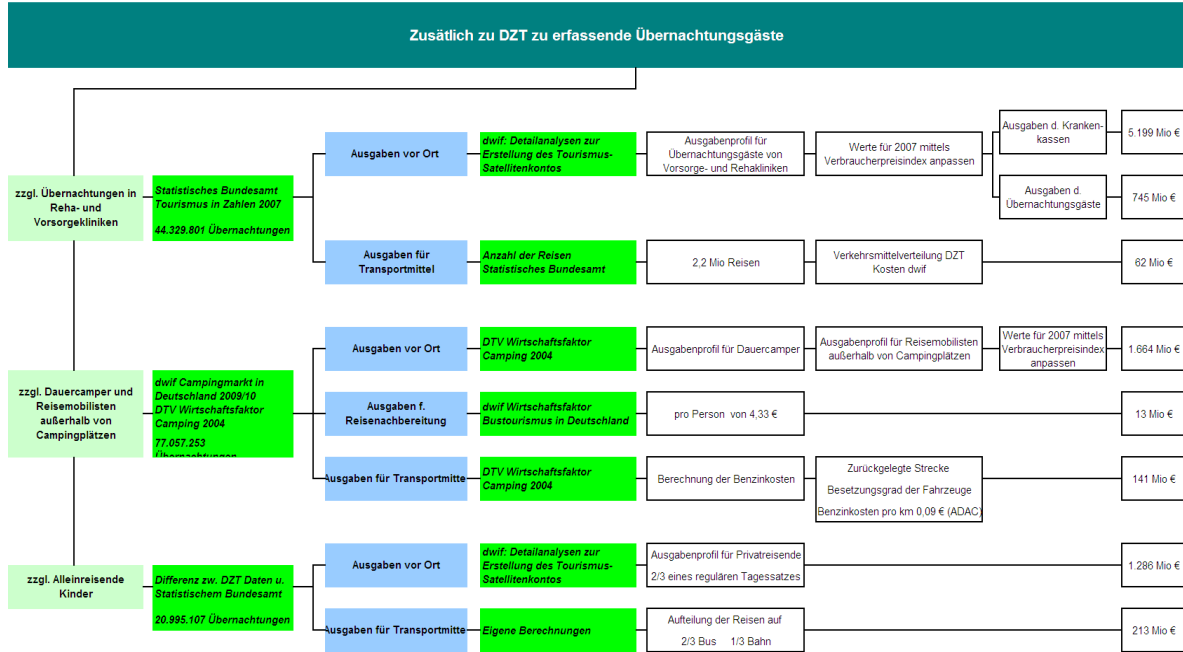 Zusätlich zu DZT zu erfassende Übernachtungsgäste
zzgl. Übernachtungen in
Reha- und
Vorsorgekliniken
Statistisches Bundesamt
Tourismus in Zahlen 2007
44.329.801 Übernachtungen
Ausgaben vor Ort
dwif: Detailanalysen zur
Erstellung des Tourismus-
Satellitenkontos
Ausgabenprofil für
Übernachtungsgäste von
Vorsorge- und Rehakliniken
Werte für 2007 mittels
Verbraucherpreisindex anpassen
Ausgaben d. Kranken-
kassen
5.199 Mio €
Ausgaben d.
Übernachtungsgäste
745 Mio €
Ausgaben für
Transportmittel
Anzahl der Reisen
Statistisches Bundesamt
2,2 Mio Reisen
Verkehrsmittelverteilung DZT
Kosten dwif
62 Mio €
zzgl. Dauercamper und
Reisemobilisten
außerhalb von
Campingplätzen
dwif Campingmarkt in
Deutschland 2009/10
DTV Wirtschaftsfaktor
Camping 2004
77.057.253
Übernachtungen
Ausgaben vor Ort
DTV Wirtschaftsfaktor
Camping 2004
Ausgabenprofil für Dauercamper
Ausgabenprofil für Reisemobilisten
außerhalb von Campingplätzen
Werte für 2007 mittels
Verbraucherpreisindex
anpassen
1.664 Mio €
Ausgaben f.
Reisenachbereitung
dwif Wirtschaftsfaktor
Bustourismus in Deutschland
pro Person von 4,33 €
13 Mio €
Ausgaben für Transportmitte
DTV Wirtschaftsfaktor
Camping 2004
Berechnung der Benzinkosten
Zurückgelegte Strecke
Besetzungsgrad der Fahrzeuge
Benzinkosten pro km 0,09 € (ADAC)
141 Mio €
zzgl. Alleinreisende
Kinder
Differenz zw. DZT Daten u.
Statistischem Bundesamt
20.995.107 Übernachtungen
Ausgaben vor Ort
dwif: Detailanalysen zur
Erstellung des Tourismus-
Satellitenkontos
Ausgabenprofil für Privatreisende
2/3 eines regulären Tagessatzes
1.286 Mio €
Ausgaben für Transportmitte
Eigene Berechnungen
Aufteilung der Reisen auf
2/3 Bus 1/3 Bahn
213 Mio €